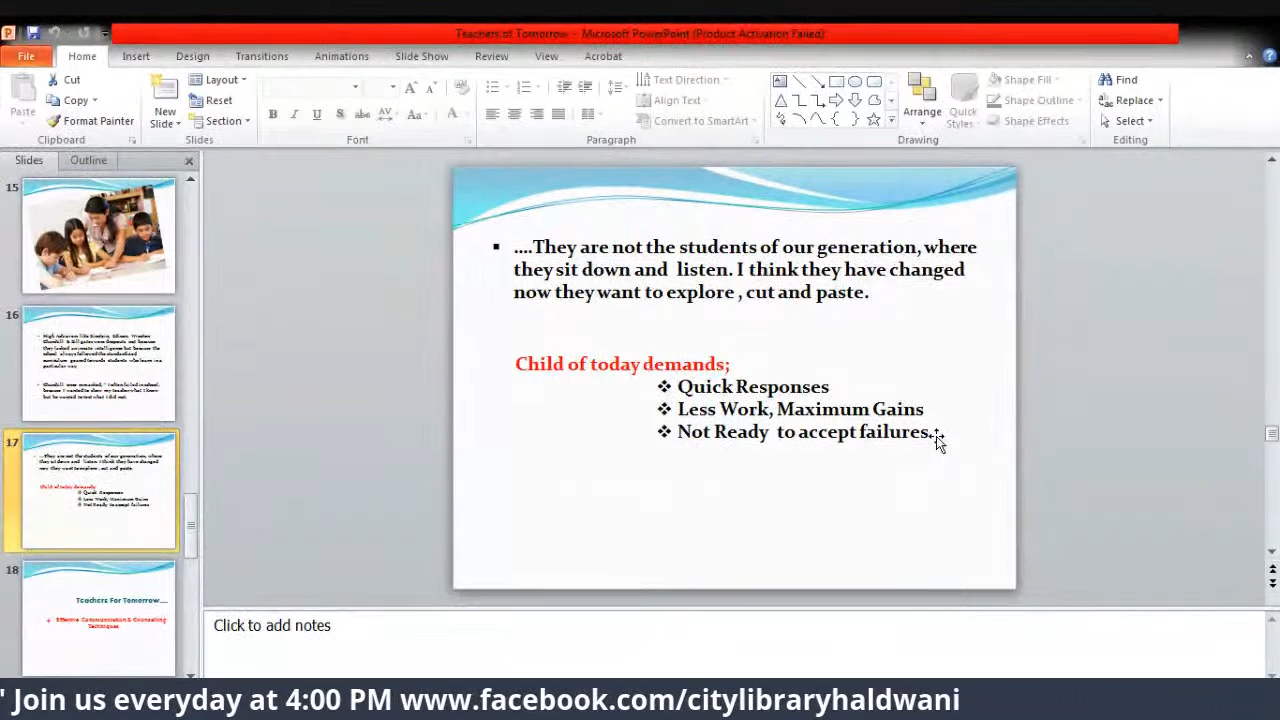 Teachers of Tomorrow - Microsoft PowerPoint (Product Activation Failed)
File Home Insert Design Transitions Animations Slide Show Review View Acrobat
Paste
Cut
Copy
Format Painter
Clipboard
New Slide
Layout
Reset
Section
Slides
Font
Text Direction
Align Text
Convert to SmartArt
Paragraph
Arrange
Quick Styles
Shape Fill
Shape Outline
Shape Effects
Drawing
Find
Replace
Select
Editing
Slides Outline
15
16
17
18
Teachers For Tomorrow....
Effective Communication & Counselling
Techniques
....They are not the students of our generation, where
they sit down and listen. I think they have changed
now they want to explore , cut and paste.
Child of today demands;
Quick Responses
Less Work, Maximum Gains
Not Ready to accept failures.
Click to add notes
' Join us everyday at 4:00 PM www.facebook.com/citylibraryhaldwani